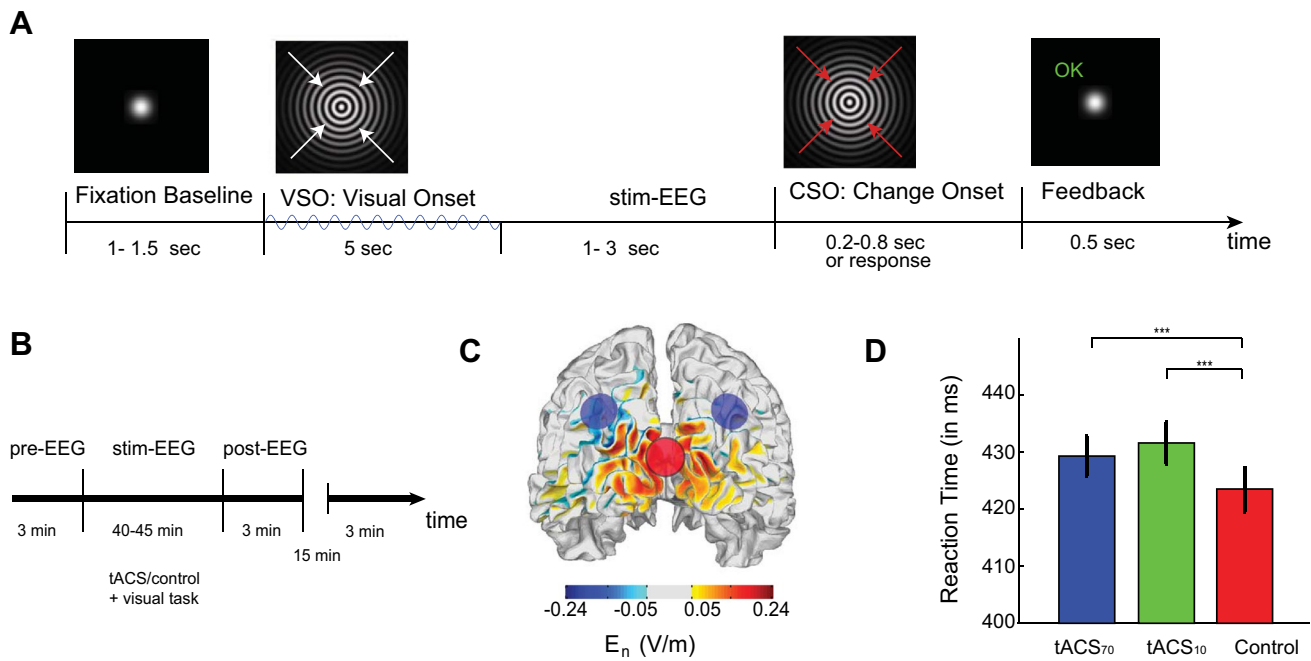 A
OK
Fixation Baseline
VSO: Visual Onset
stim-EEG
CSO: Change Onset
Feedback
1- 1.5 sec
5 sec
1- 3 sec
0.2-0.8 sec
or response
0.5 sec
time
B
pre-EEG
stim-EEG
post-EEG
3 min
40-45 min
3 min
15 min
3 min
time
tACS/control
+ visual task
C
-0.24
-0.05
0.05
0.24
En (V/m)
D
Reaction Time (in ms)
440
430
420
410
400
***
***
tACS70
tACS10
Control